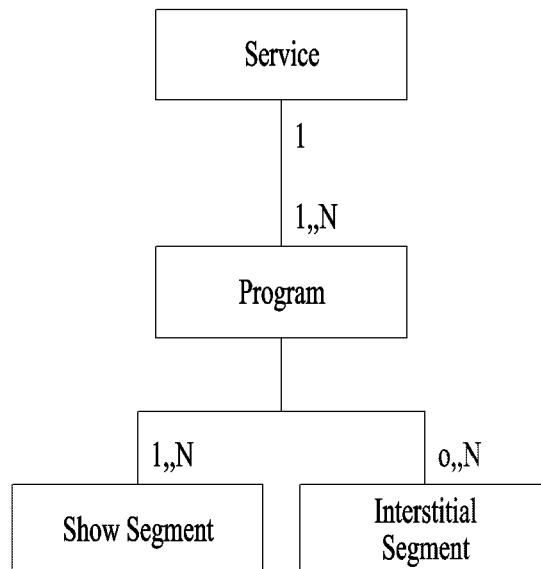 Service
1
1,,N
Program
1,,N
o,,N
Show Segment
Interstitial
Segment